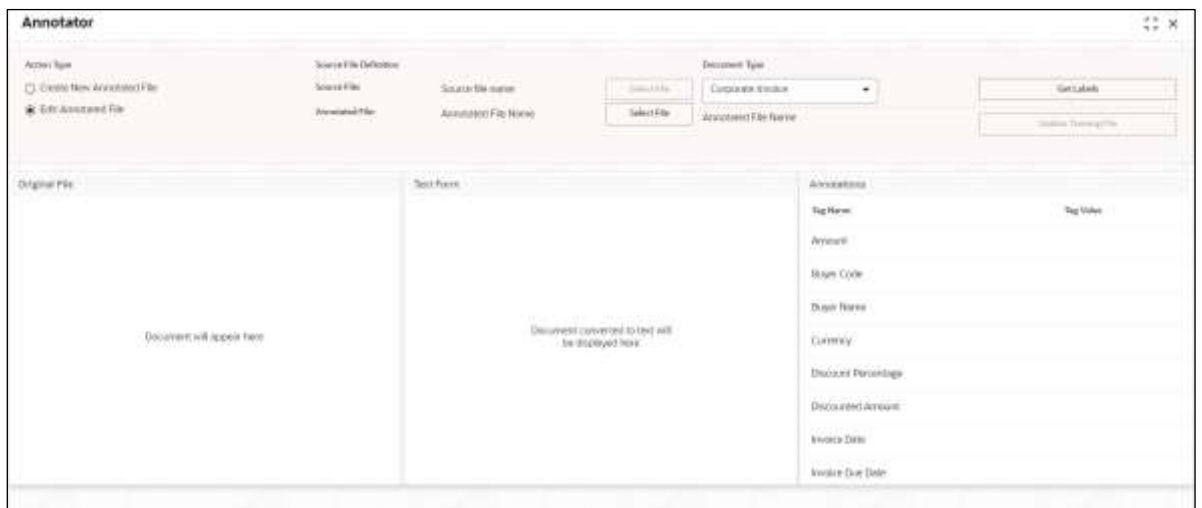 Annotator
Action Type
Create New Annotated File
Edit Annotated File
Source File Definition
Source File Source file name Select File
Annotated File Annotated File Name Select File
Document Type
Corporate Invoice
Annotated File Name
Get Labels
Update Training File
Original File
Document will appear here
Text Form
Document converted to text will
be displayed here
Annotations
Tag Name Tag Value
Amount
Buyer Code
Buyer Name
Currency
Discount Percentage
Discounted Amount
Invoice Date
Invoice Due Date